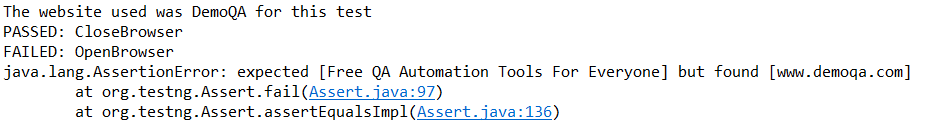 The website used was DemoQA for this test
PASSED: CloseBrowser
FAILED: OpenBrowser
java.lang.AssertionError: expected [Free QA Automation Tools For Everyone] but found [www.demoqa.com]
at org.testng.Assert.fail(Assert.java:97)
at org.testng.Assert.assertEqualsImpl(Assert.java:136)